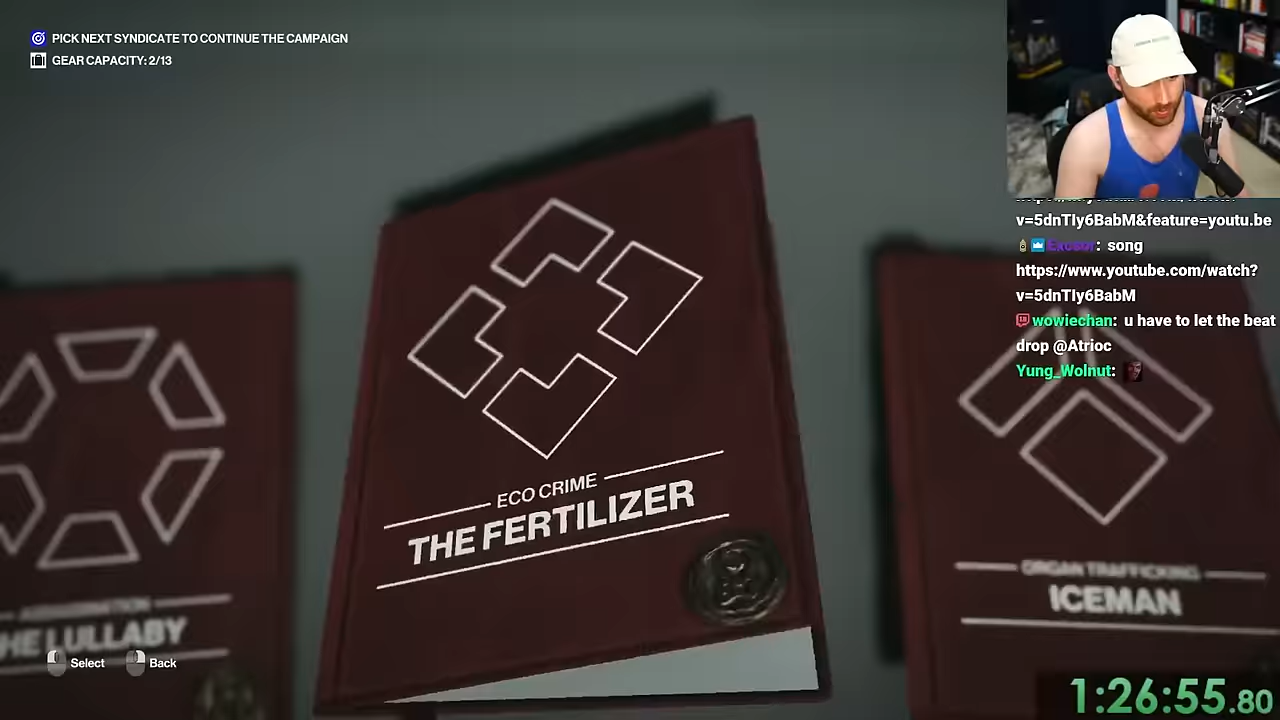 PICK NEXT SYNDICATE TO CONTINUE THE CAMPAIGN
GEAR CAPACITY: 2/13
v=5dnTIy6BabM&feature=youtu.be
Excsor: song
https://www.youtube.com/watch?
v=5dnTIy6BabM
wowiechan: u have to let the beat
drop @Atrioc
Yung_Wolnut:
ECO CRIME
THE FERTILIZER
ASSASSINATION
HE LULLABY
ORGAN TRAFFICKING
ICEMAN
Select
Back
1:26:55.80